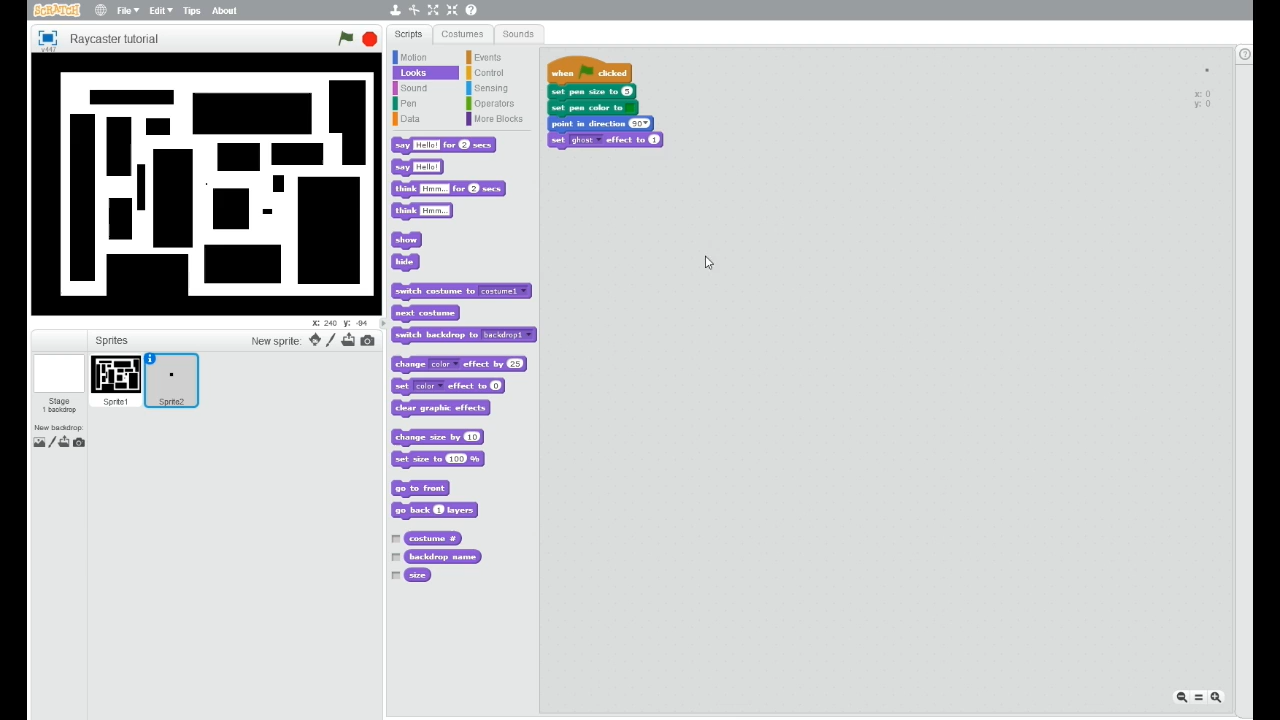 SCRATCH File Edit Tips About
Raycaster tutorial
v447
Scripts Costumes Sounds
Motion Events
Looks Control
Sound Sensing
Pen Operators
Data More Blocks
say Hello! for 2 secs
say Hello!
think Hmm... for 2 secs
think Hmm...
show
hide
switch costume to costume1
next costume
switch backdrop to backdrop1
change color effect by 25
set color effect to 0
clear graphic effects
change size by 10
set size to 100 %
go to front
go back 1 layers
costume #
backdrop name
size
when clicked
set pen size to 5
set pen color to
point in direction 90
set ghost effect to 1
x: 0
y: 0
X: 240 y: -94
Sprites New sprite:
Stage
1 backdrop
New backdrop:
Sprite1
Sprite2